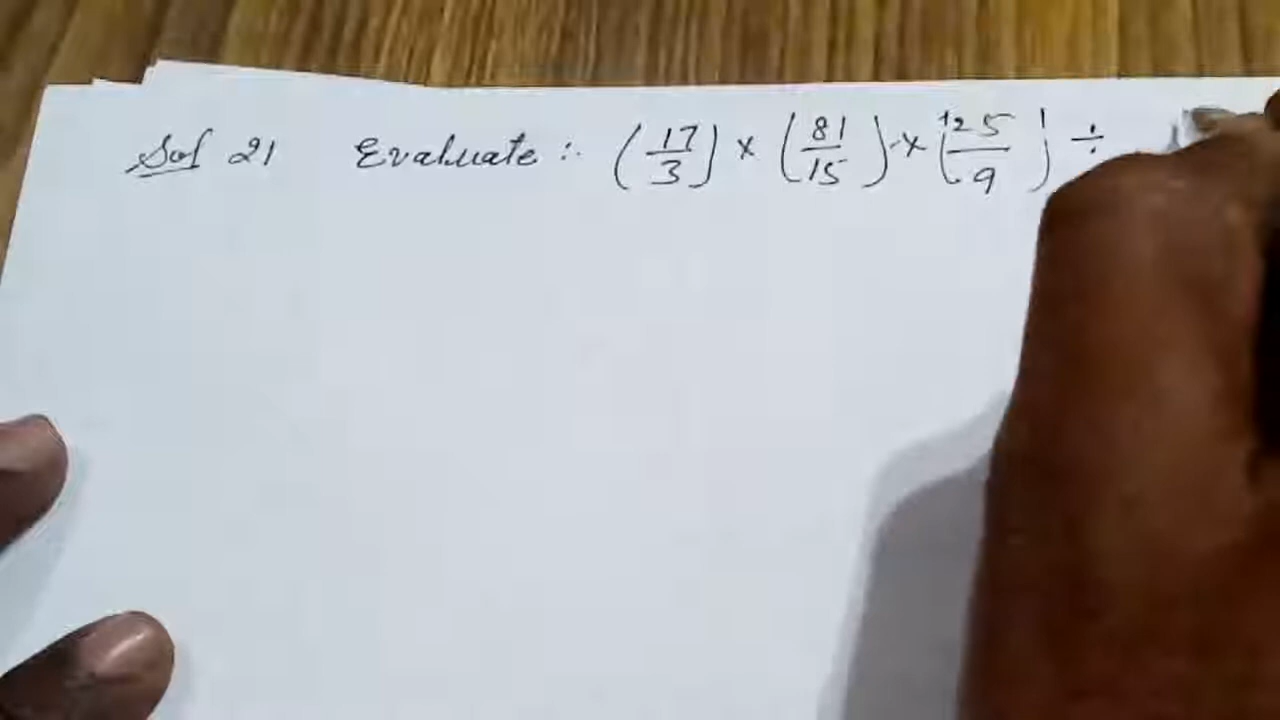 Sol 21 Evaluate :- (17/3) × (81/15) × (125/9) ÷